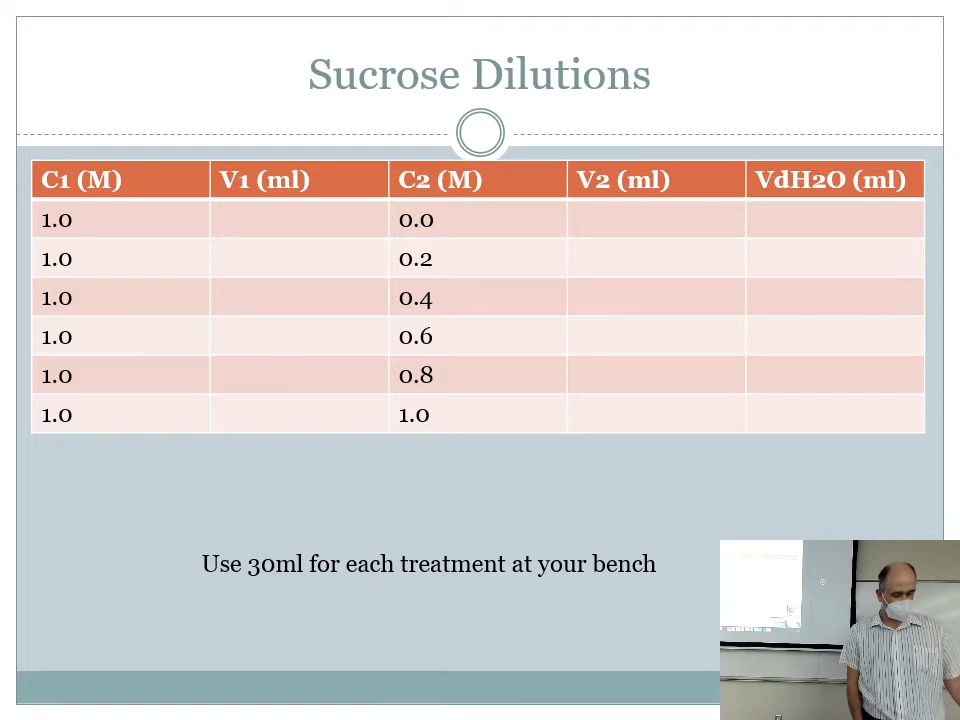 Sucrose Dilutions
C1 (M) V1 (ml) C2 (M) V2 (ml) VdH2O (ml)
1.0 0.0
1.0 0.2
1.0 0.4
1.0 0.6
1.0 0.8
1.0 1.0
Use 30ml for each treatment at your bench